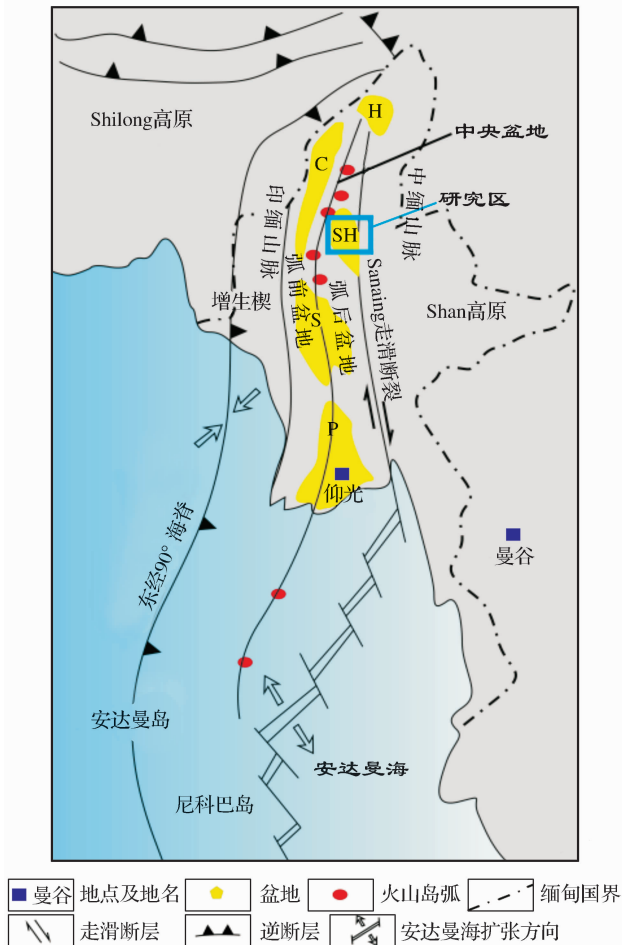 Shilong高原
H
中央盆地
C
中缅山脉
印缅山脉
研究区
SH
弧前盆地
增生楔
弧后盆地
S
Sanaing走滑断裂
Shan高原
P
仰光
东经90°海脊
曼谷
安达曼岛
安达曼海
尼科巴岛
曼谷 地点及地名 盆地 火山岛弧 缅甸国界
走滑断层 逆断层 安达曼海扩张方向